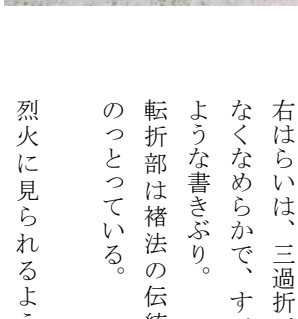 右はらいは、三過折
なくなめらかで、す
ような書きぶり。
転折部は褚法の伝統
のっとっている。
烈火に見られるよう